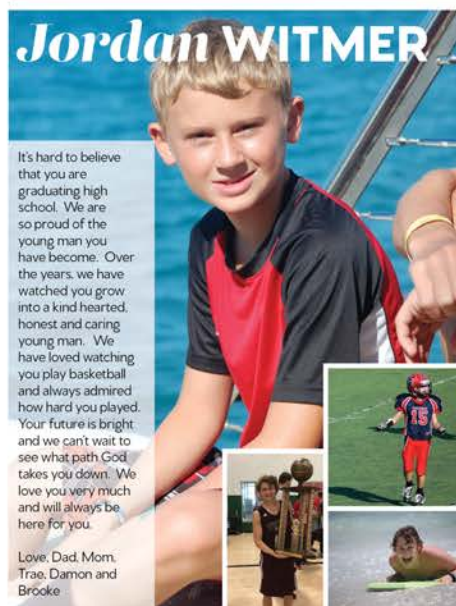 Jordan WITMER
It's hard to believe
that you are
graduating high
school. We are
so proud of the
young man you
have become. Over
the years, we have
watched you grow
into a kind hearted,
honest and caring
young man. We
have loved watching
you play basketball
and always admired
how hard you played.
Your future is bright
and we can't wait to
see what path God
takes you down. We
love you very much
and will always be
here for you.
Love, Dad, Mom,
Trae, Damon and
Brooke
15